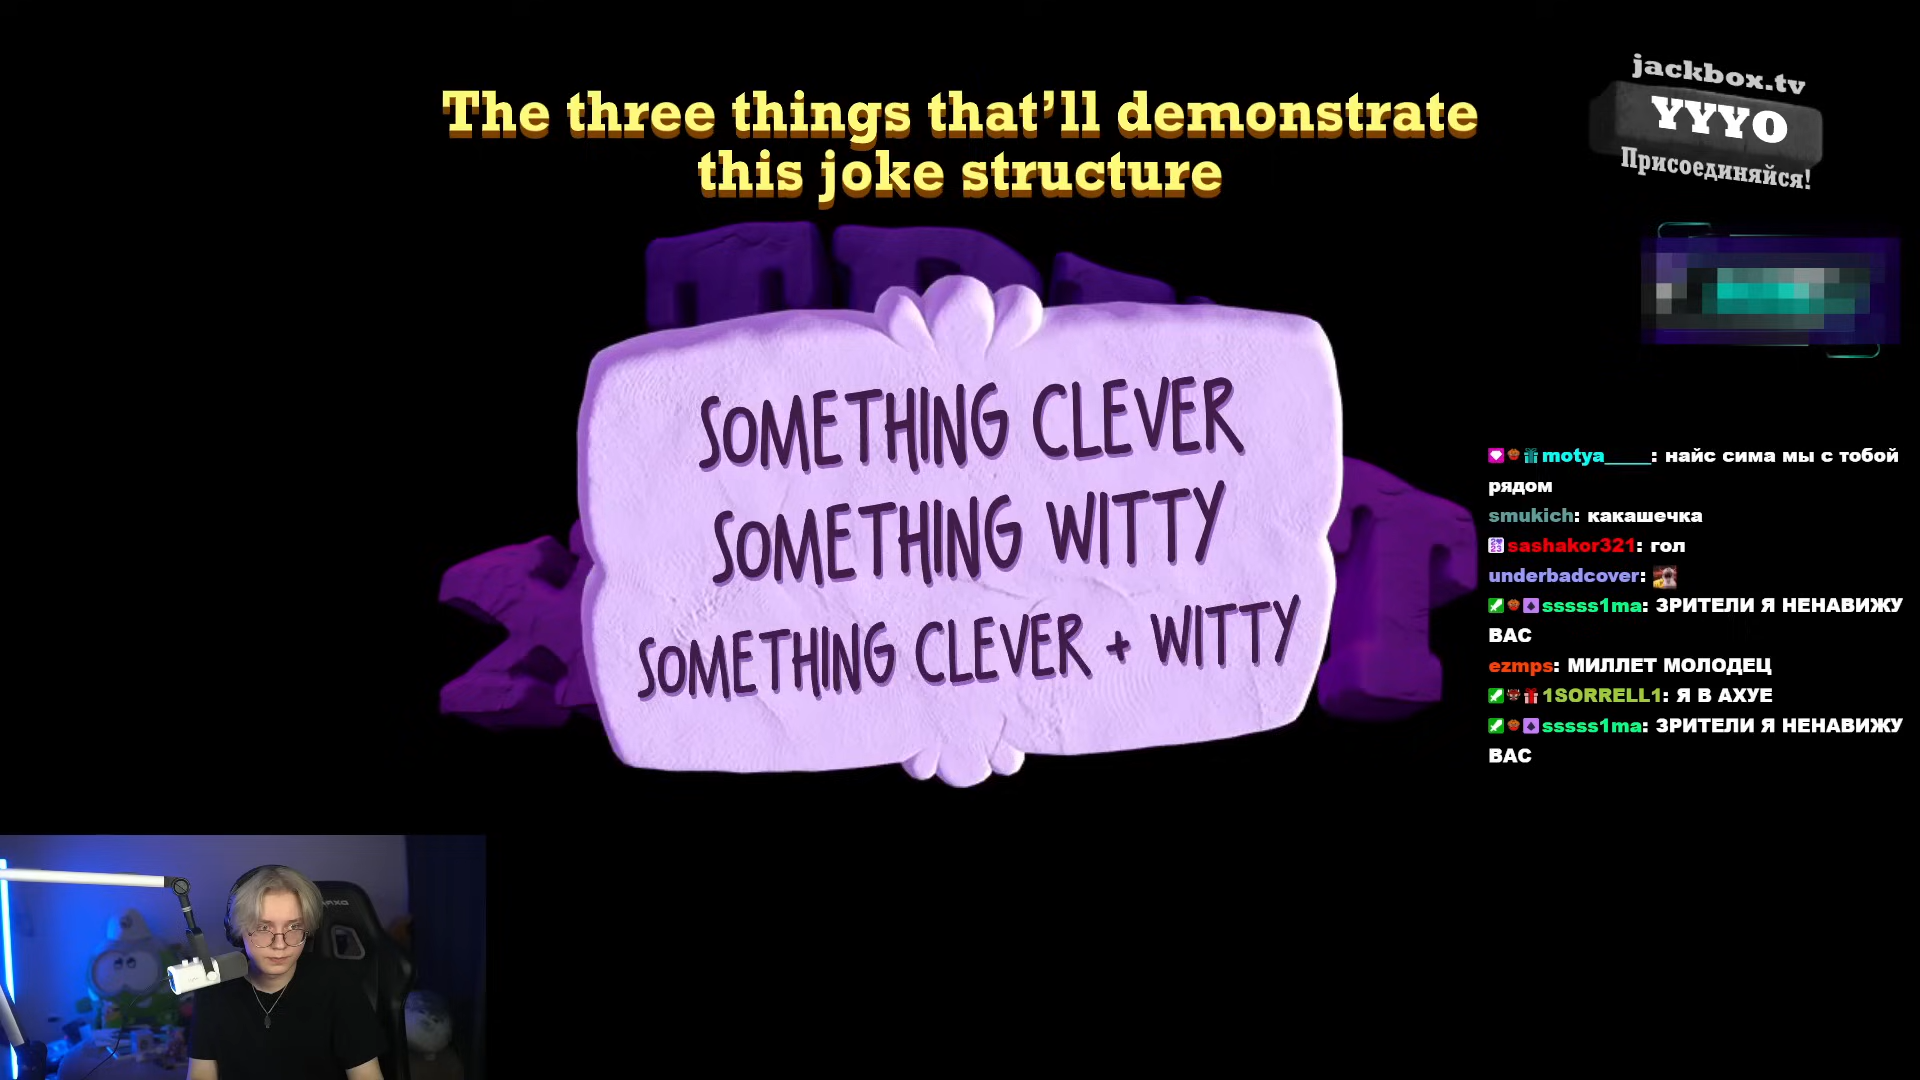 The three things that'll demonstrate
this joke structure
jackbox.tv
YYYO
Присоединяйся!
SOMETHING CLEVER
SOMETHING WITTY
SOMETHING CLEVER + WITTY
motya_____: найс сима мы с тобой
рядом
smukich: какашечка
sashakor321: гол
underbadcover:
sssss1ma: ЗРИТЕЛИ Я НЕНАВИЖУ
ВАС
ezmps: МИЛЛЕТ МОЛОДЕЦ
1SORRELL1: Я В АХУЕ
sssss1ma: ЗРИТЕЛИ Я НЕНАВИЖУ
ВАС